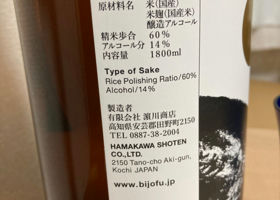 原材料名 米(国産)
米麹(国産米)
醸造アルコール
精米歩合 60%
アルコール分 14%
内容量 1800ml
Type of Sake
Rice Polishing Ratio/60%
Alcohol/14%
製造者
有限会社 濵川商店
高知県安芸郡田野町2150
TEL 0887-38-2004
HAMAKAWA SHOTEN
CO.,LTD.
2150 Tano-cho Aki-gun,
Kochi JAPAN
www.bijofu.jp